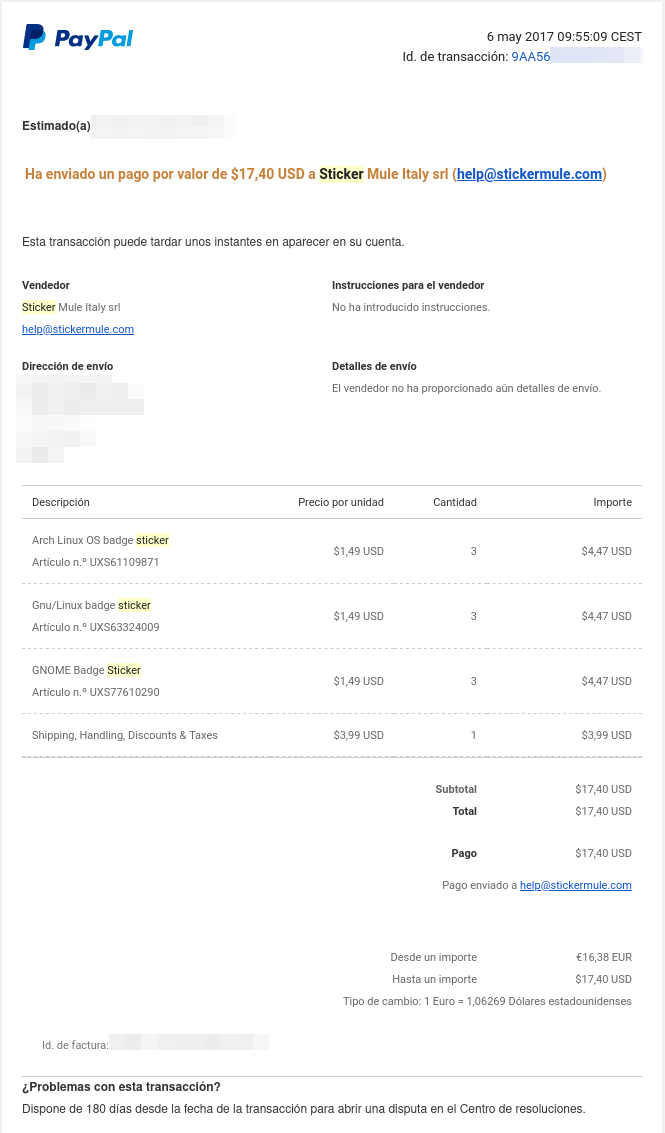 PayPal
6 may 2017 09:55:09 CEST
Id. de transacción: 9AA56
Estimado(a)
Ha enviado un pago por valor de $17,40 USD a Sticker Mule Italy srl (help@stickermule.com)
Esta transacción puede tardar unos instantes en aparecer en su cuenta.
Vendedor
Sticker Mule Italy srl
help@stickermule.com
Instrucciones para el vendedor
No ha introducido instrucciones.
Dirección de envío
Detalles de envío
El vendedor no ha proporcionado aún detalles de envío.
Descripción Precio por unidad Cantidad Importe
Arch Linux OS badge sticker
Artículo n.º UXS61109871
$1,49 USD 3 $4,47 USD
Gnu/Linux badge sticker
Artículo n.º UXS63324009
$1,49 USD 3 $4,47 USD
GNOME Badge Sticker
Artículo n.º UXS77610290
$1,49 USD 3 $4,47 USD
Shipping, Handling, Discounts & Taxes $3,99 USD 1 $3,99 USD
Subtotal $17,40 USD
Total $17,40 USD
Pago $17,40 USD
Pago enviado a help@stickermule.com
Desde un importe €16,38 EUR
Hasta un importe $17,40 USD
Tipo de cambio: 1 Euro = 1,06269 Dólares estadounidenses
Id. de factura:
¿Problemas con esta transacción?
Dispone de 180 días desde la fecha de la transacción para abrir una disputa en el Centro de resoluciones.